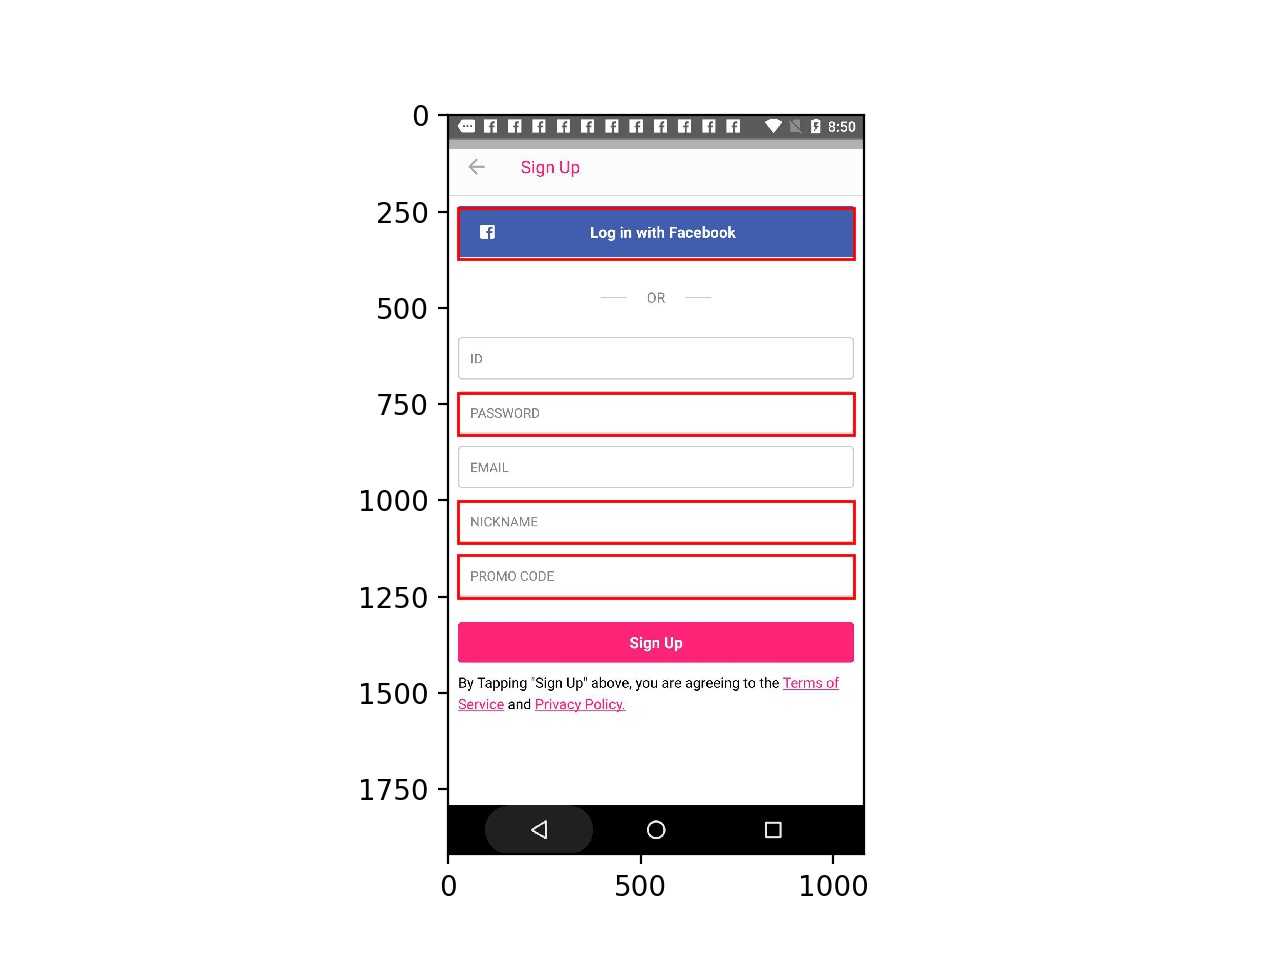 0
250
500
750
1000
1250
1500
1750
8:50
Sign Up
Log in with Facebook
OR
ID
PASSWORD
EMAIL
NICKNAME
PROMO CODE
Sign Up
By Tapping "Sign Up" above, you are agreeing to the Terms of
Service and Privacy Policy.
0
500
1000